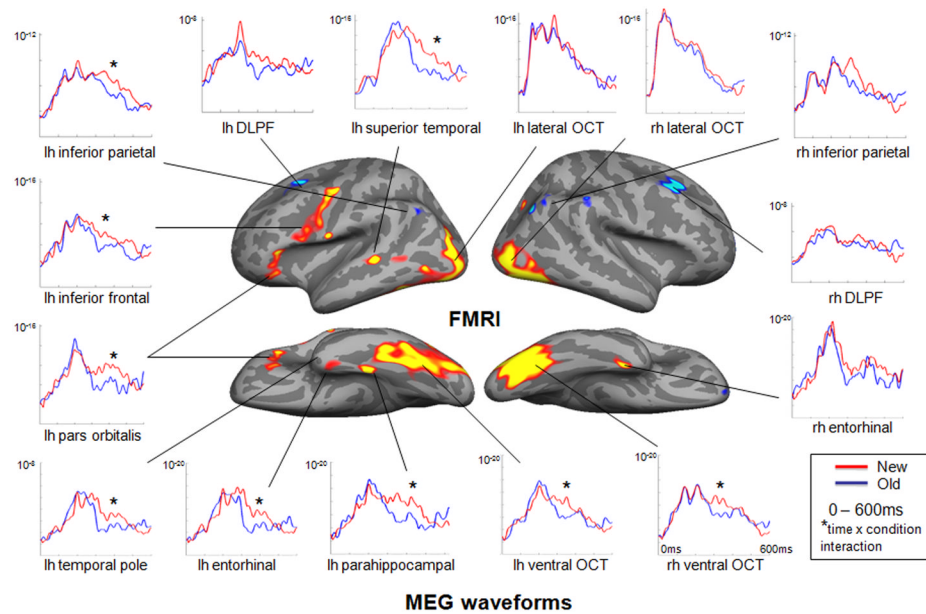 10-12
*
lh inferior parietal
10-8
*
lh DLPF
10-16
*
lh superior temporal
10-16
lh lateral OCT
10-16
rh lateral OCT
10-12
rh inferior parietal
10-16
*
lh inferior frontal
FMRI
10-8
rh DLPF
10-16
*
lh pars orbitalis
10-20
rh entorhinal
10-8
*
lh temporal pole
10-20
*
lh entorhinal
10-20
*
lh parahippocampal
10-20
*
lh ventral OCT
10-20
*
0ms 600ms
rh ventral OCT
New
Old
0 – 600ms
*time x condition
interaction
MEG waveforms